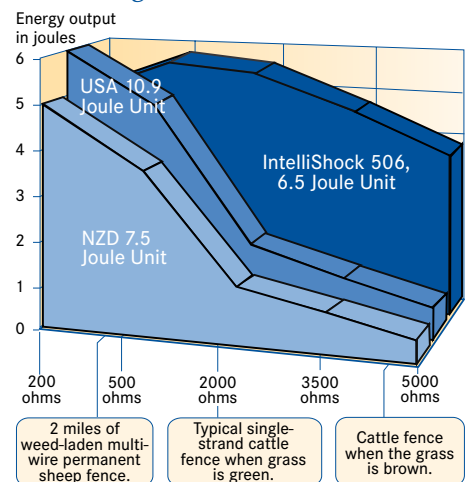 Energy output
in joules
6
5
4
3
2
1
0
USA 10.9
Joule Unit
IntelliShock 506,
6.5 Joule Unit
NZD 7.5
Joule Unit
200
ohms
500
ohms
2000
ohms
3500
ohms
5000
ohms
2 miles of
weed-laden multi-
wire permanent
sheep fence.
Typical single-
strand cattle
fence when grass
is green.
Cattle fence
when the grass
is brown.